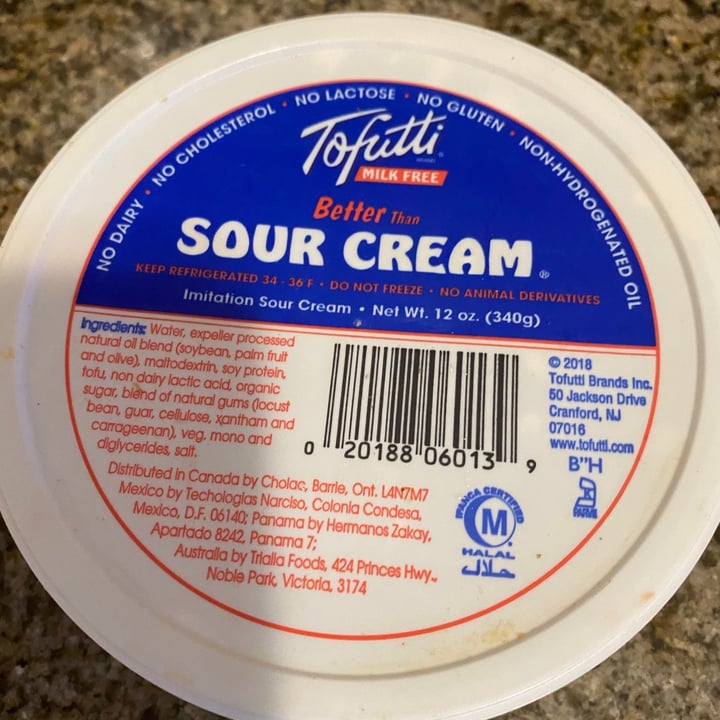 NO DAIRY • NO CHOLESTEROL • NO LACTOSE • NO GLUTEN • NON-HYDROGENATED OIL
Tofutti
BRANDS
MILK FREE
Better Than
SOUR CREAM®
KEEP REFRIGERATED 34 - 36 F • DO NOT FREEZE • NO ANIMAL DERIVATIVES
Imitation Sour Cream • Net Wt. 12 oz. (340g)
Ingredients: Water, expeller processed
natural oil blend (soybean, palm fruit
and olive), maltodextrin, soy protein,
tofu, non dairy lactic acid, organic
sugar, blend of natural gums (locust
bean, guar, cellulose, xantham and
carrageenan), veg. mono and
diglycerides, salt.
0 20188 06013 9
© 2018
Tofutti Brands Inc.
50 Jackson Drive
Cranford, NJ
07016
www.tofutti.com
B"H
PARVE
Distributed in Canada by Cholac, Barrie, Ont. L4N7M7
Mexico by Techologias Narciso, Colonia Condesa,
Mexico, D.F. 06140; Panama by Hermanos Zakay,
Apartado 8242, Panama 7;
Australia by Trialia Foods, 424 Princes Hwy.,
Noble Park, Victoria, 3174
IFANCA CERTIFIED
M
HALAL
حلال